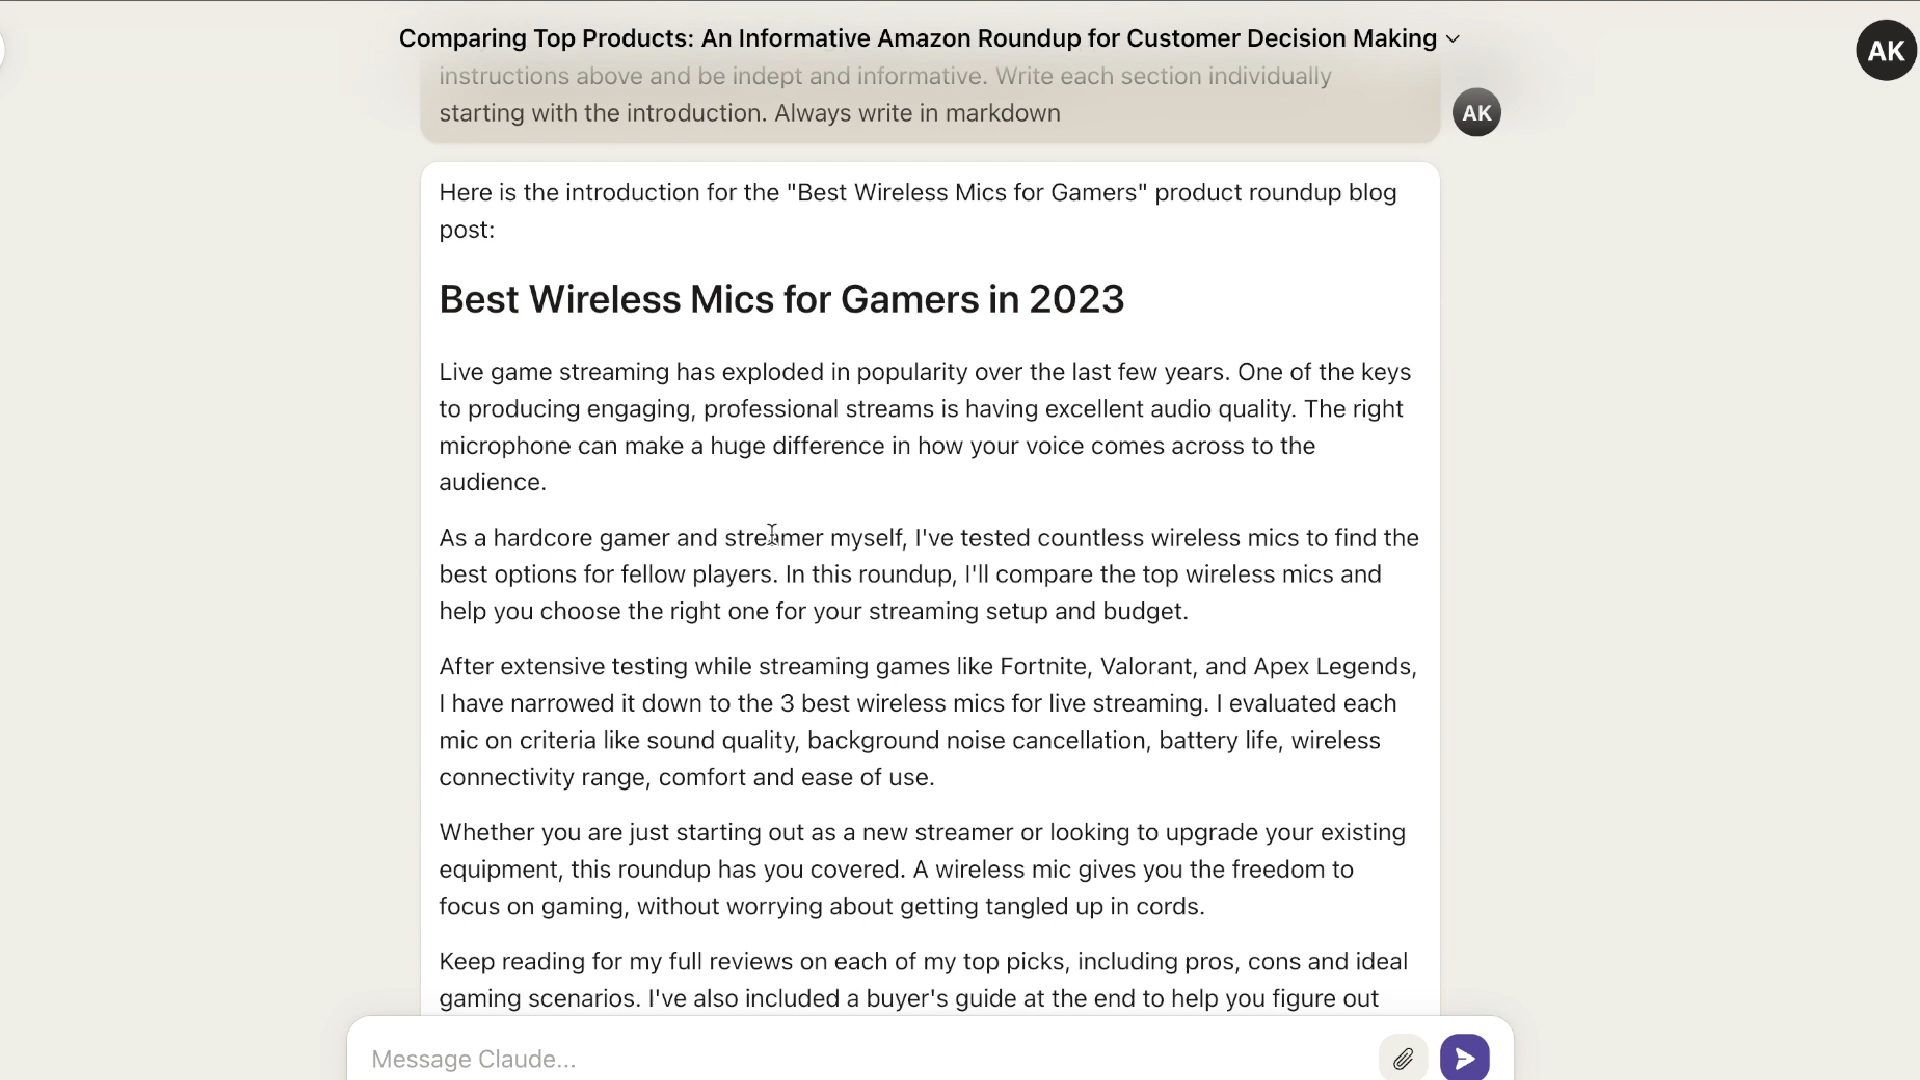 Comparing Top Products: An Informative Amazon Roundup for Customer Decision Making
AK
instructions above and be indept and informative. Write each section individually
starting with the introduction. Always write in markdown
AK
Here is the introduction for the "Best Wireless Mics for Gamers" product roundup blog
post:
Best Wireless Mics for Gamers in 2023
Live game streaming has exploded in popularity over the last few years. One of the keys
to producing engaging, professional streams is having excellent audio quality. The right
microphone can make a huge difference in how your voice comes across to the
audience.
As a hardcore gamer and streamer myself, I've tested countless wireless mics to find the
best options for fellow players. In this roundup, I'll compare the top wireless mics and
help you choose the right one for your streaming setup and budget.
After extensive testing while streaming games like Fortnite, Valorant, and Apex Legends,
I have narrowed it down to the 3 best wireless mics for live streaming. I evaluated each
mic on criteria like sound quality, background noise cancellation, battery life, wireless
connectivity range, comfort and ease of use.
Whether you are just starting out as a new streamer or looking to upgrade your existing
equipment, this roundup has you covered. A wireless mic gives you the freedom to
focus on gaming, without worrying about getting tangled up in cords.
Keep reading for my full reviews on each of my top picks, including pros, cons and ideal
gaming scenarios. I've also included a buyer's guide at the end to help you figure out
Message Claude...